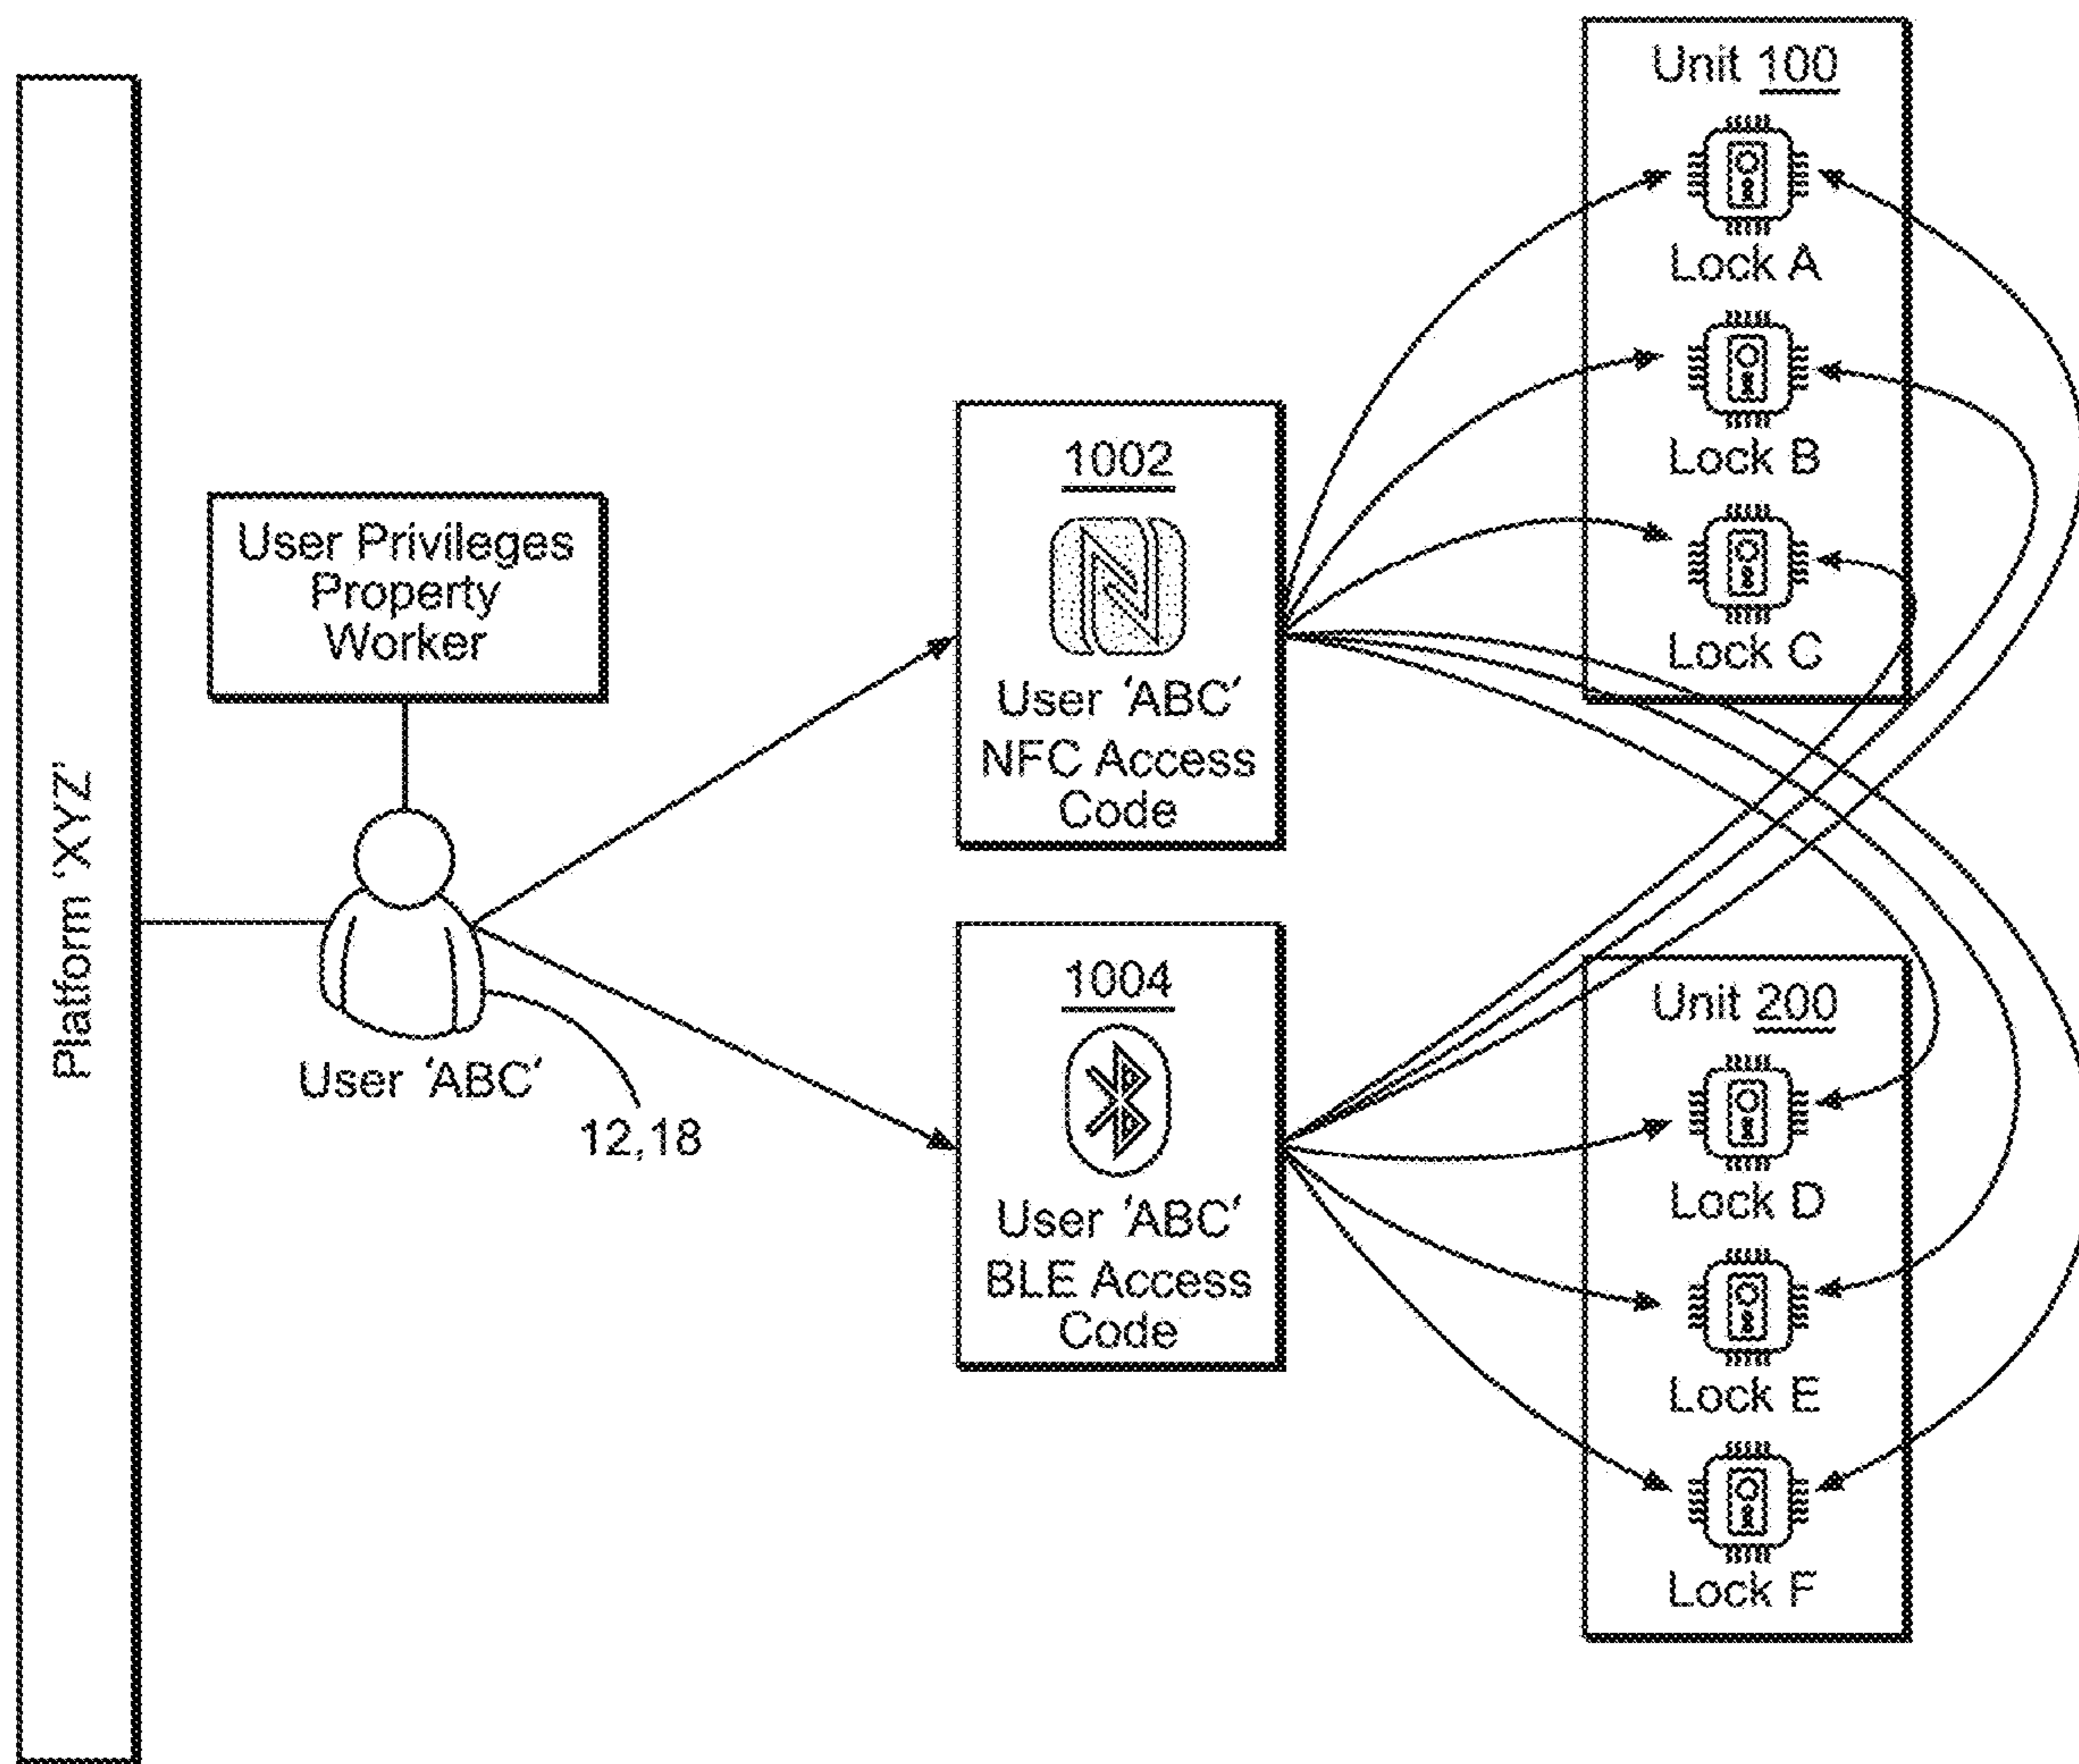 Platform 'XYZ'
User Privileges
Property
Worker
User 'ABC'
12,18
1002
User 'ABC'
NFC Access
Code
1004
User 'ABC'
BLE Access
Code
Unit 100
Lock A
Lock B
Lock C
Unit 200
Lock D
Lock E
Lock F